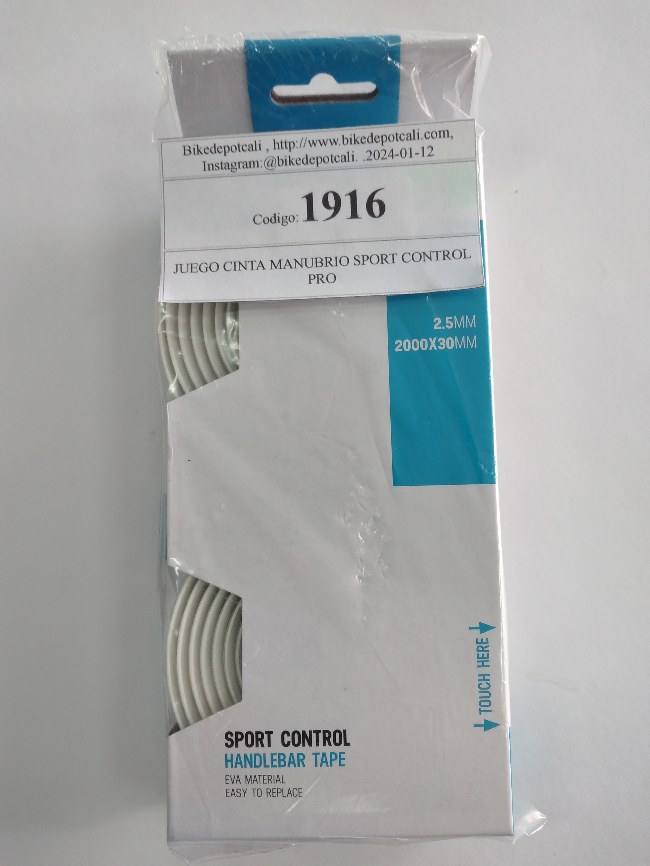 Bikedepotcali , http://www.bikedepotcali.com,
Instagram:@bikedepotcali. .2024-01-12
Codigo:1916
JUEGO CINTA MANUBRIO SPORT CONTROL
PRO
2.5MM
2000X30MM
TOUCH HERE
SPORT CONTROL
HANDLEBAR TAPE
EVA MATERIAL
EASY TO REPLACE